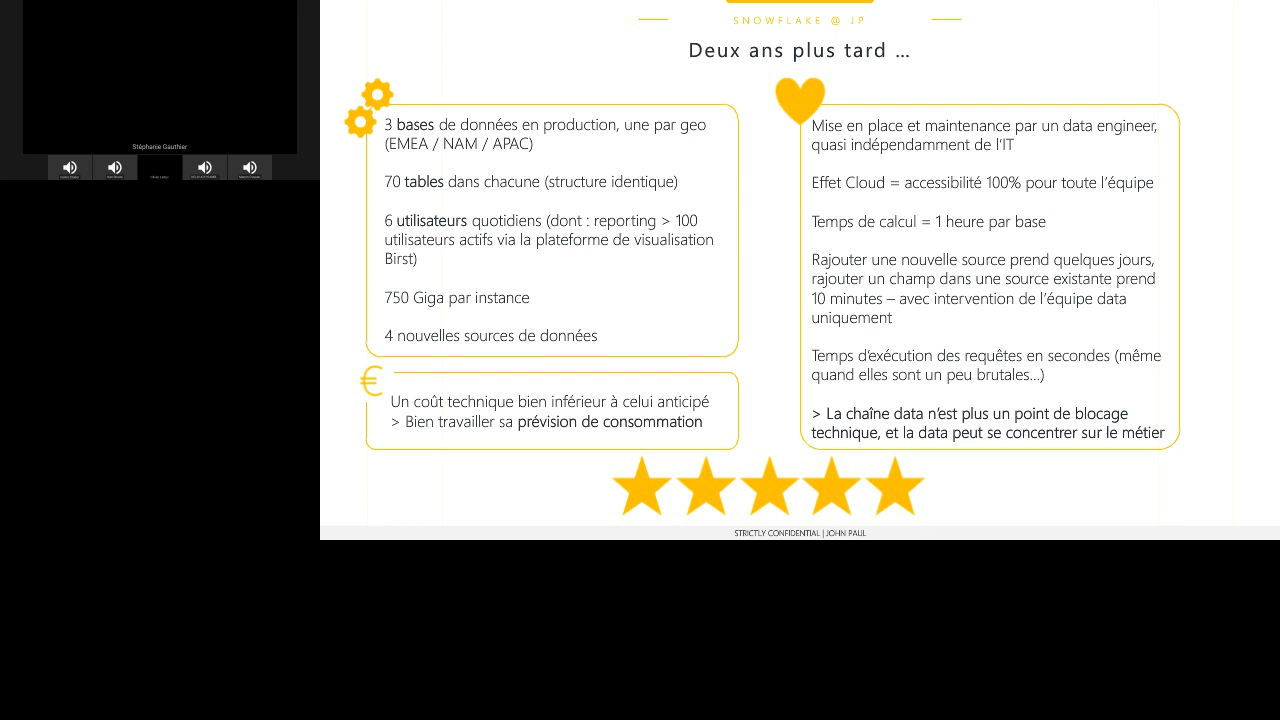 Stéphanie Gauthier
SNOWFLAKE @ JP
Deux ans plus tard ...
3 bases de données en production, une par geo
(EMEA / NAM / APAC)
70 tables dans chacune (structure identique)
6 utilisateurs quotidiens (dont : reporting > 100
utilisateurs actifs via la plateforme de visualisation
Birst)
750 Giga par instance
4 nouvelles sources de données
€
Un coût technique bien inférieur à celui anticipé
> Bien travailler sa prévision de consommation
Mise en place et maintenance par un data engineer,
quasi indépendamment de l'IT
Effet Cloud = accessibilité 100% pour toute l'équipe
Temps de calcul = 1 heure par base
Rajouter une nouvelle source prend quelques jours,
rajouter un champ dans une source existante prend
10 minutes – avec intervention de l'équipe data
uniquement
Temps d'exécution des requêtes en secondes (même
quand elles sont un peu brutales...)
> La chaîne data n'est plus un point de blocage
technique, et la data peut se concentrer sur le métier
STRICTLY CONFIDENTIAL | JOHN PAUL